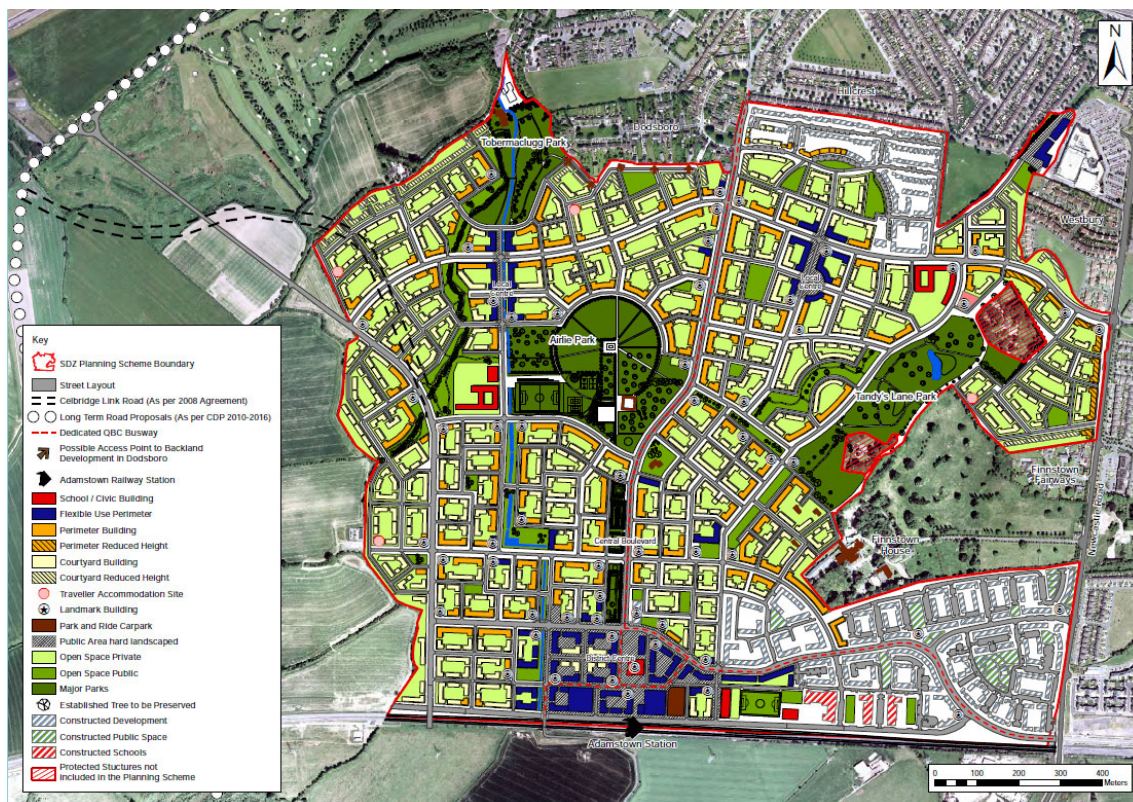 N
Hillcrest
Dodsboro
Tobermaclugg Park
Westbury
Local
Centre
Local
Centre
Airlie Park
Tandy's Lane Park
Finnstown
Fairways
Newcastle Road
Finnstown
House
Central Boulevard
District Centre
Adamstown Station
Key
SDZ Planning Scheme Boundary
Street Layout
Celbridge Link Road (As per 2008 Agreement)
Long Term Road Proposals (As per CDP 2010-2016)
Dedicated QBC Busway
Possible Access Point to Backland
Development in Dodsboro
Adamstown Railway Station
School / Civic Building
Flexible Use Perimeter
Perimeter Building
Perimeter Reduced Height
Courtyard Building
Courtyard Reduced Height
Traveller Accommodation Site
Landmark Building
Park and Ride Carpark
Public Area hard landscaped
Open Space Private
Open Space Public
Major Parks
Established Tree to be Preserved
Constructed Development
Constructed Public Space
Constructed Schools
Protected Stuctures not
included in the Planning Scheme
0 100 200 300 400
Meters